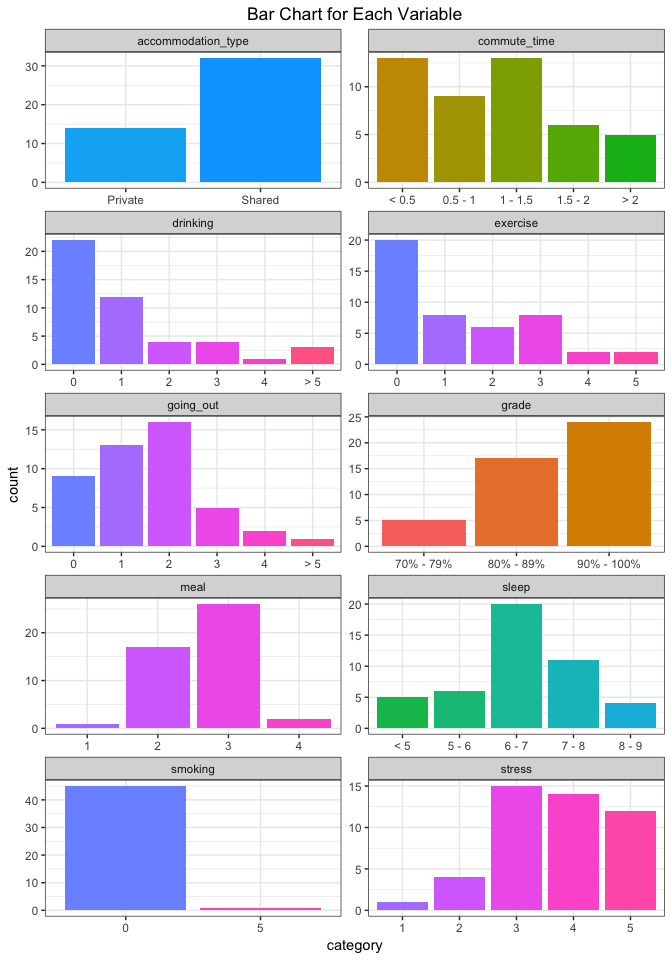 Bar Chart for Each Variable
accommodation_type
30
20
10
0
Private Shared
commute_time
10
5
0
< 0.5 0.5 - 1 1 - 1.5 1.5 - 2 > 2
drinking
20
15
10
5
0
0 1 2 3 4 > 5
exercise
20
15
10
5
0
0 1 2 3 4 5
going_out
15
10
5
0
0 1 2 3 4 > 5
grade
25
20
15
10
5
0
70% - 79% 80% - 89% 90% - 100%
count
meal
20
10
0
1 2 3 4
sleep
20
15
10
5
0
< 5 5 - 6 6 - 7 7 - 8 8 - 9
smoking
40
30
20
10
0
0 5
stress
15
10
5
0
1 2 3 4 5
category